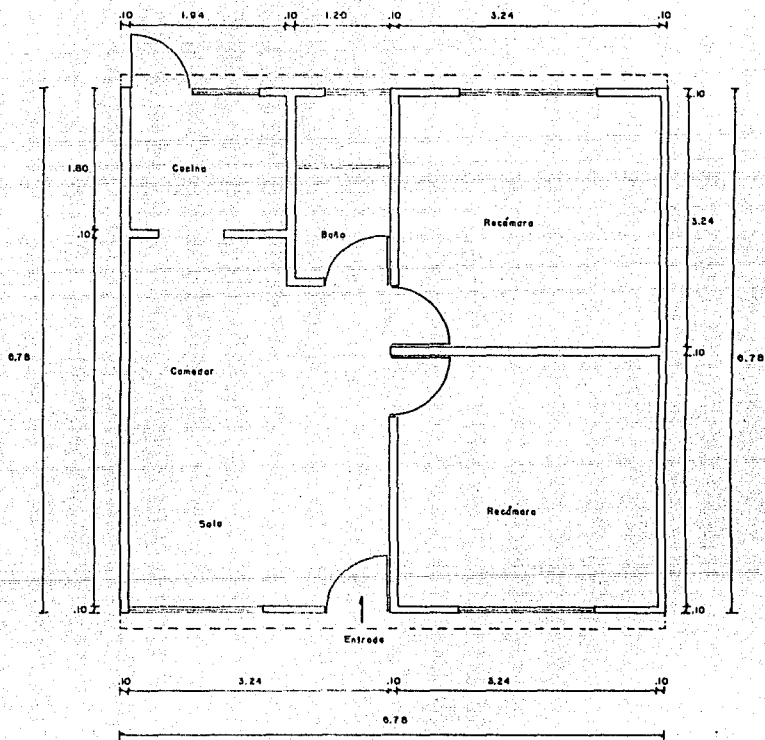 .10 1.94 .10 1.20 .10 3.24 .10
.10
1.80
Cocina
Recámara
3.24
.10
Baño
6.78
.10
6.78
Comedor
Sala
Recámara
.10
.10
Entrada
.10 3.24 .10 3.24 .10
6.78